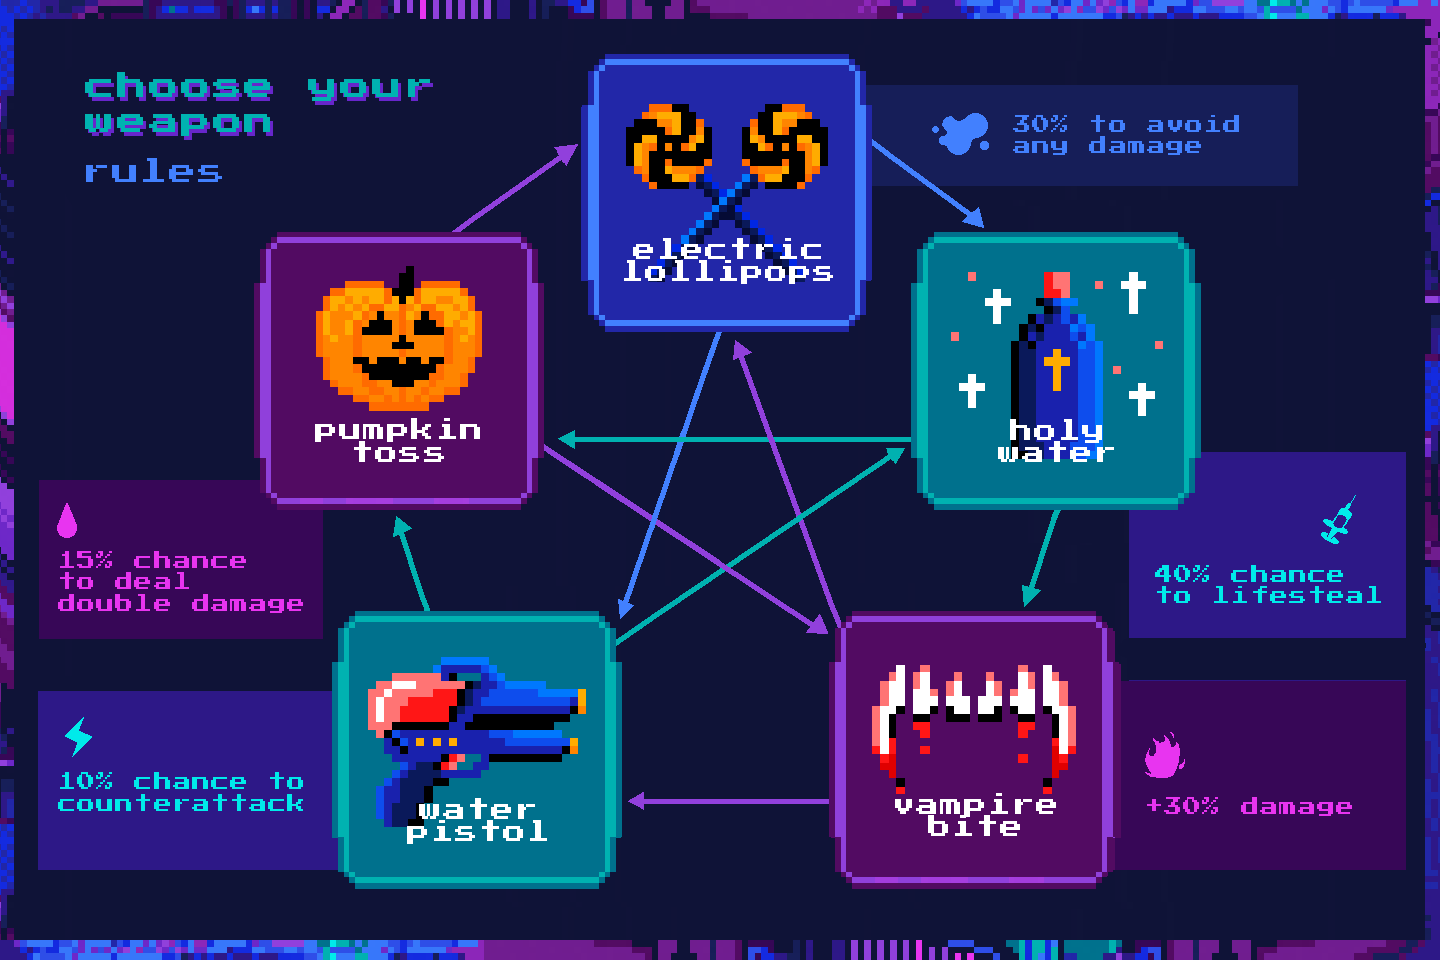 choose your
weapon
rules
electric
lollipops
30% to avoid
any damage
pumpkin
toss
holy
water
15% chance
to deal
double damage
40% chance
to lifesteal
10% chance to
counterattack
water
pistol
vampire
bite
+30% damage